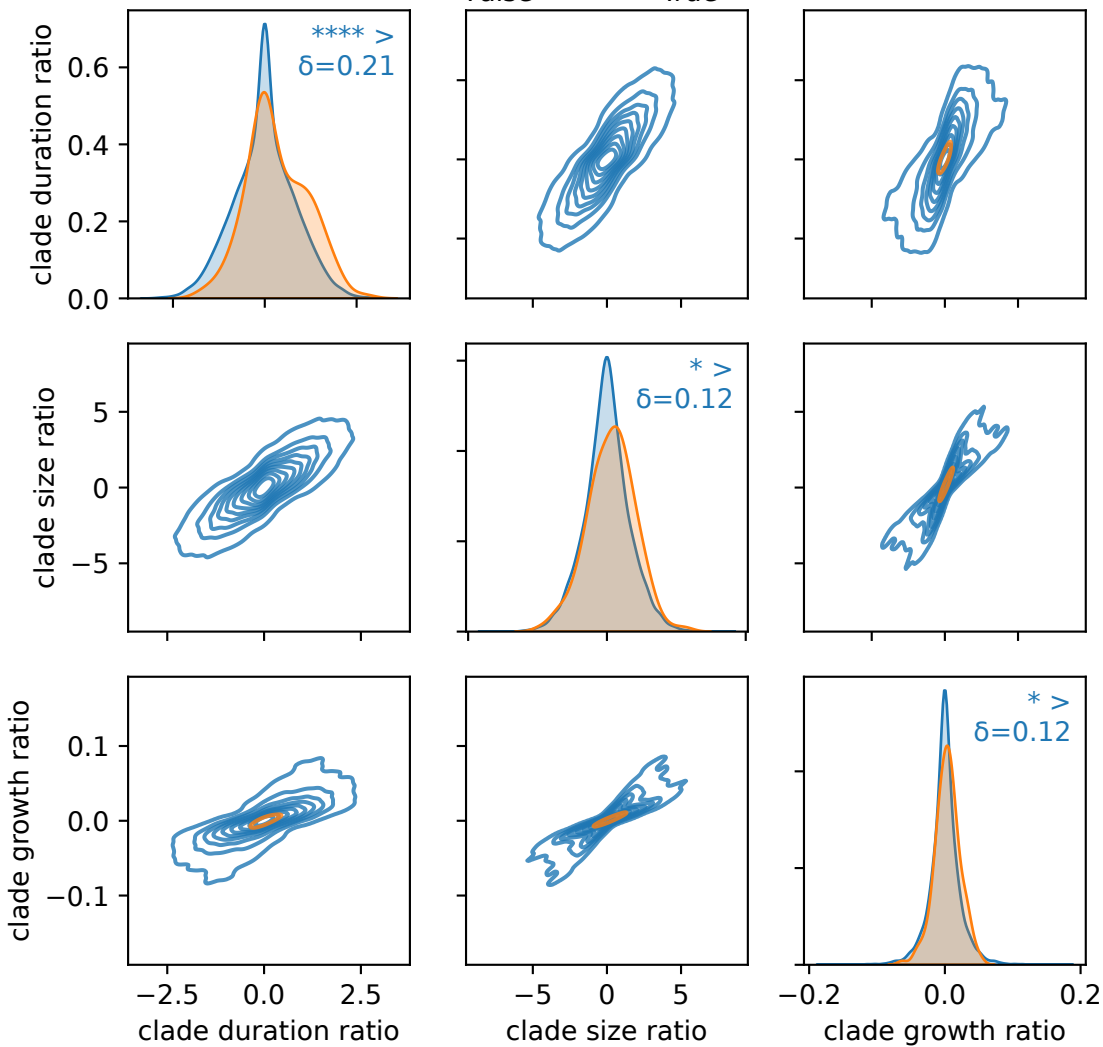 **** >
δ=0.21
clade duration ratio
0.6
0.4
0.2
0.0
* >
δ=0.12
clade size ratio
5
0
−5
* >
δ=0.12
clade growth ratio
0.1
0.0
−0.1
−2.5 0.0 2.5 −5 0 5 −0.2 0.0 0.2
clade duration ratio clade size ratio clade growth ratio